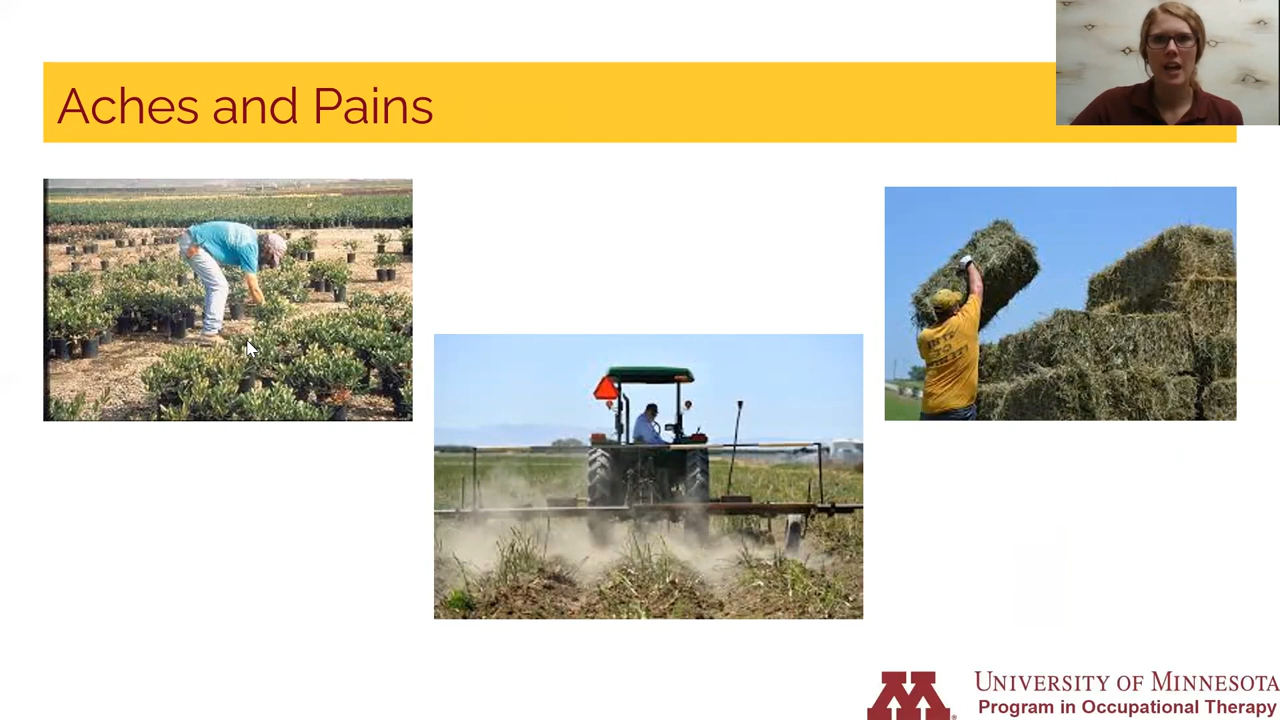 Aches and Pains
UNIVERSITY OF MINNESOTA
Program in Occupational Therapy